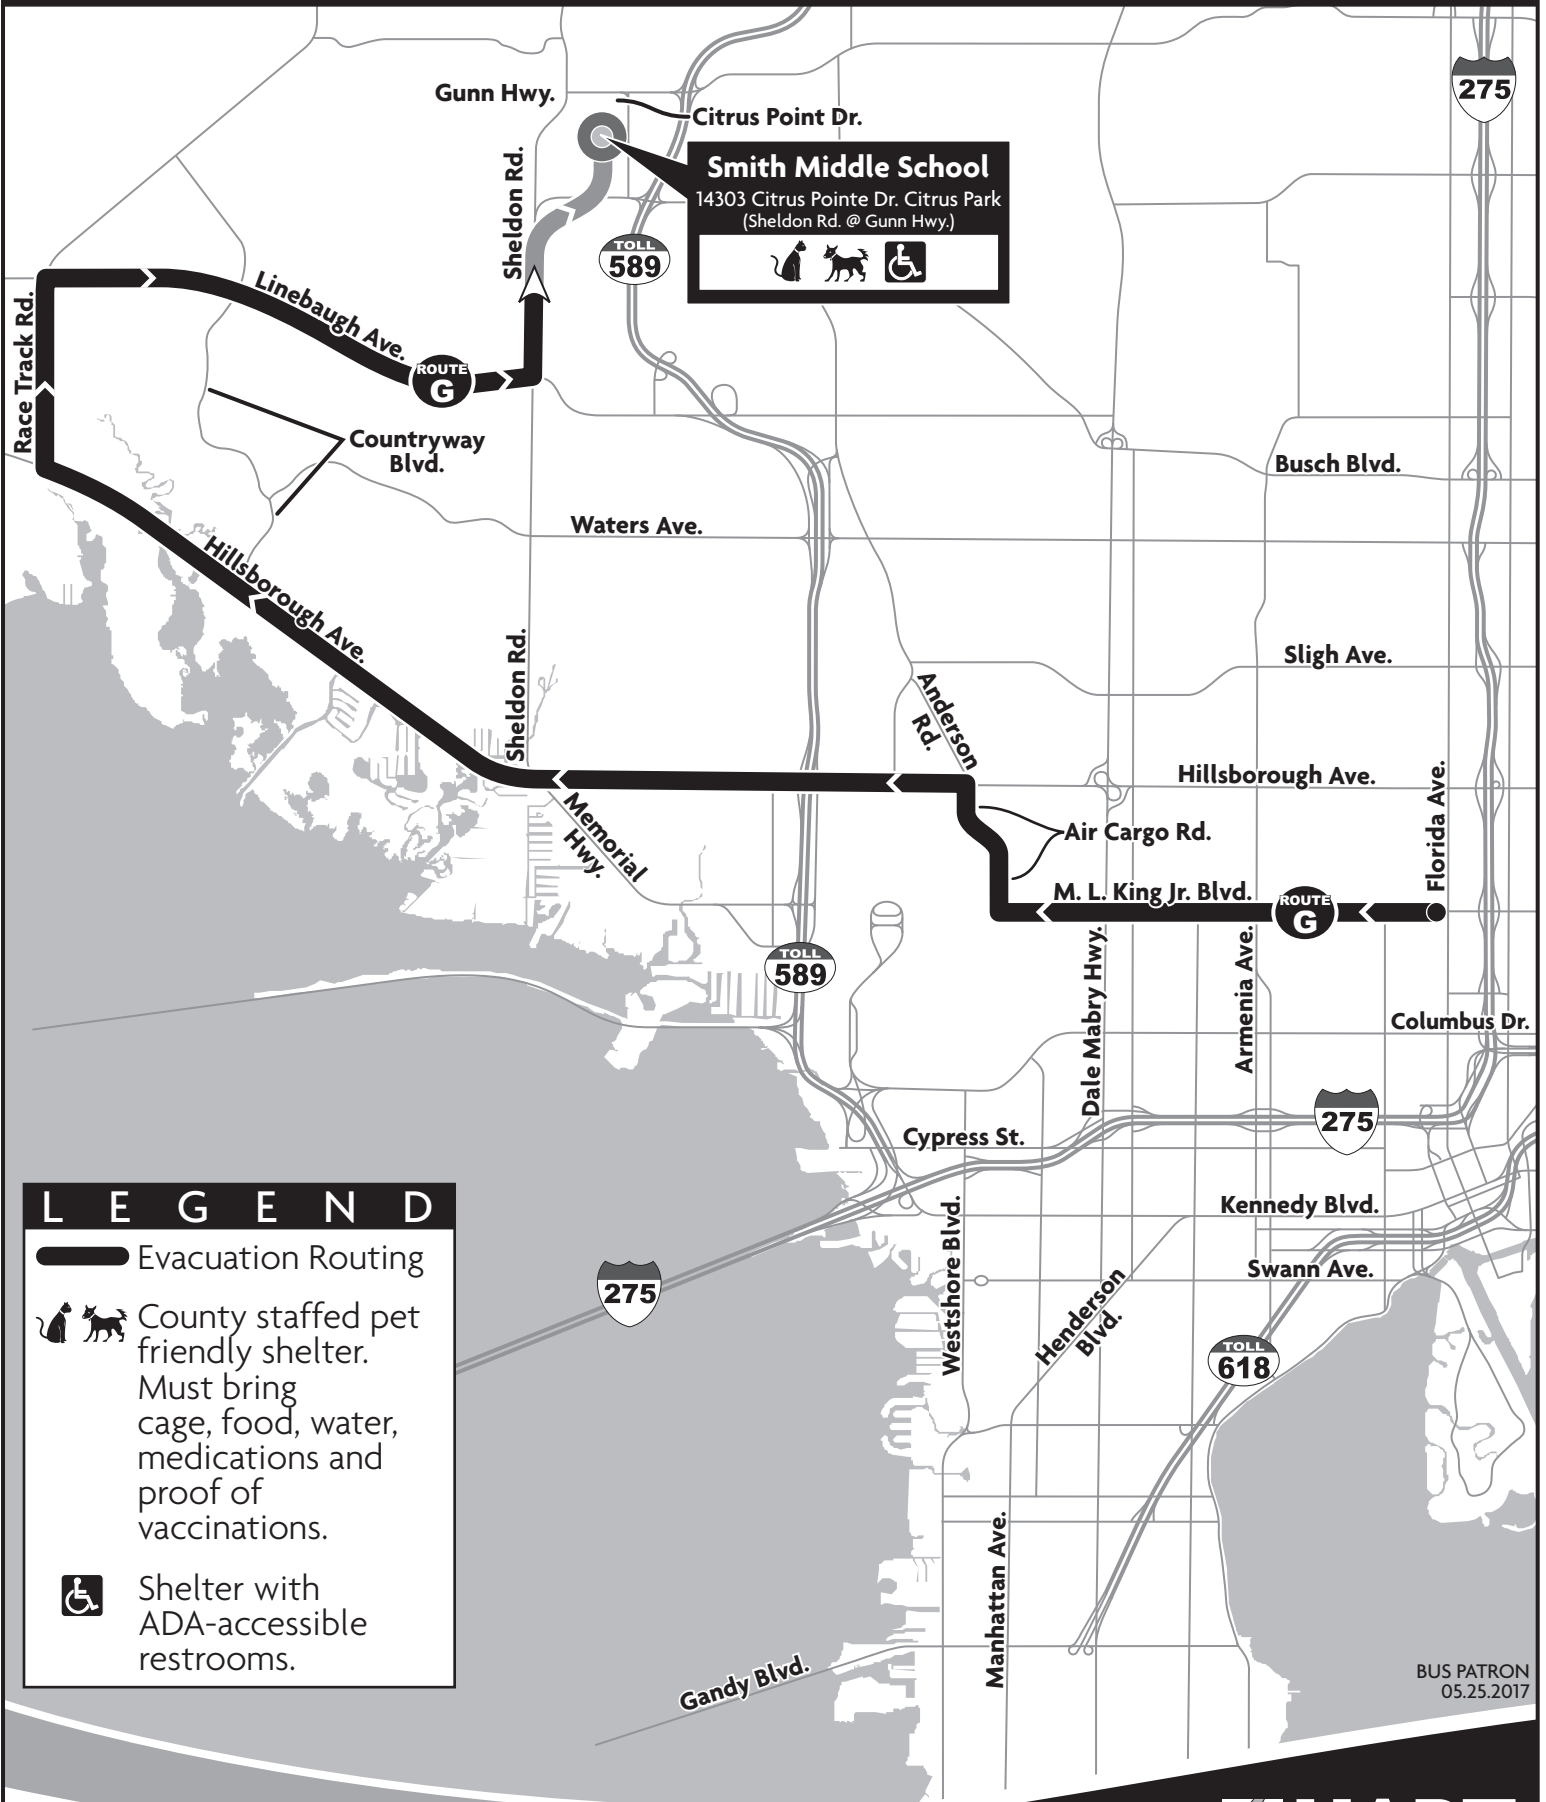 275
Gunn Hwy.
Citrus Point Dr.
Smith Middle School
14303 Citrus Pointe Dr. Citrus Park
(Sheldon Rd. @ Gunn Hwy.)
Sheldon Rd.
TOLL
589
Linebaugh Ave.
Race Track Rd.
ROUTE
G
Countryway
Blvd.
Busch Blvd.
Waters Ave.
Hillsborough Ave.
Sheldon Rd.
Sligh Ave.
Anderson
Rd.
Hillsborough Ave.
Florida Ave.
Memorial
Hwy.
Air Cargo Rd.
M. L. King Jr. Blvd.
ROUTE
G
TOLL
589
Dale Mabry Hwy.
Armenia Ave.
Columbus Dr.
275
Cypress St.
Westshore Blvd.
Kennedy Blvd.
Swann Ave.
Henderson
Blvd.
275
TOLL
618
LEGEND
Evacuation Routing
County staffed pet
friendly shelter.
Must bring
cage, food, water,
medications and
proof of
vaccinations.
Shelter with
ADA-accessible
restrooms.
Manhattan Ave.
Gandy Blvd.
BUS PATRON
05.25.2017